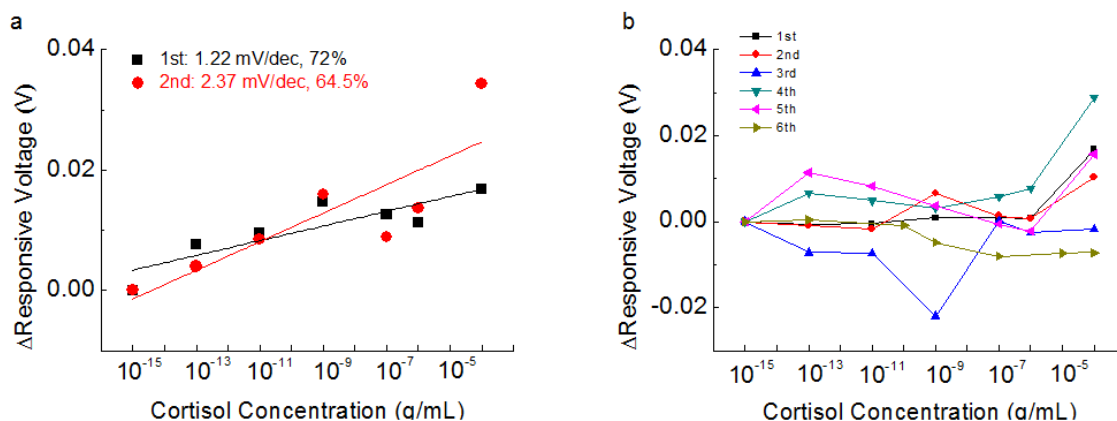 a
0.04
0.02
0.00
ΔResponsive Voltage (V)
1st: 1.22 mV/dec, 72%
2nd: 2.37 mV/dec, 64.5%
10^-15 10^-13 10^-11 10^-9 10^-7 10^-5
Cortisol Concentration (g/mL)
b
0.04
0.02
0.00
-0.02
ΔResponsive Voltage (V)
1st
2nd
3rd
4th
5th
6th
10^-15 10^-13 10^-11 10^-9 10^-7 10^-5
Cortisol Concentration (g/mL)